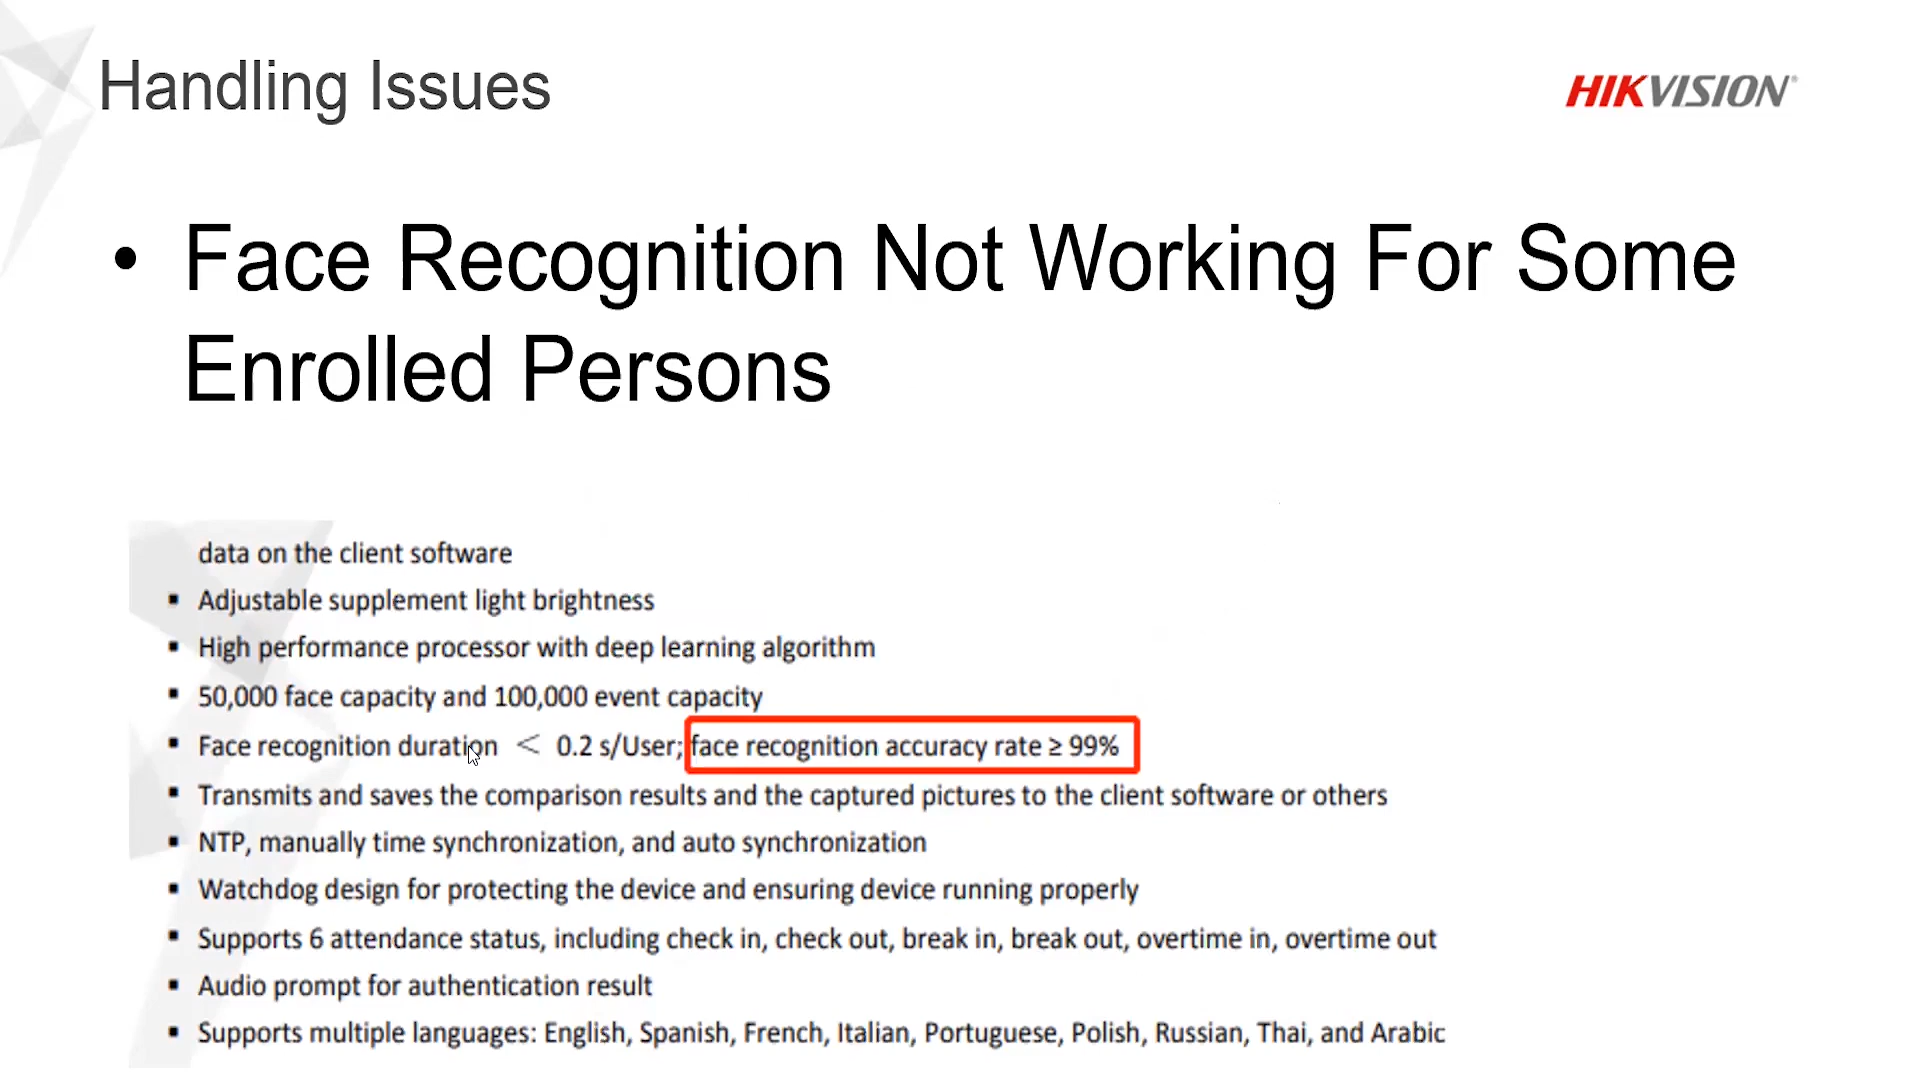 Handling Issues
HIKVISION®
• Face Recognition Not Working For Some
Enrolled Persons
data on the client software
▪ Adjustable supplement light brightness
▪ High performance processor with deep learning algorithm
▪ 50,000 face capacity and 100,000 event capacity
▪ Face recognition duration < 0.2 s/User; face recognition accuracy rate ≥ 99%
▪ Transmits and saves the comparison results and the captured pictures to the client software or others
▪ NTP, manually time synchronization, and auto synchronization
▪ Watchdog design for protecting the device and ensuring device running properly
▪ Supports 6 attendance status, including check in, check out, break in, break out, overtime in, overtime out
▪ Audio prompt for authentication result
▪ Supports multiple languages: English, Spanish, French, Italian, Portuguese, Polish, Russian, Thai, and Arabic